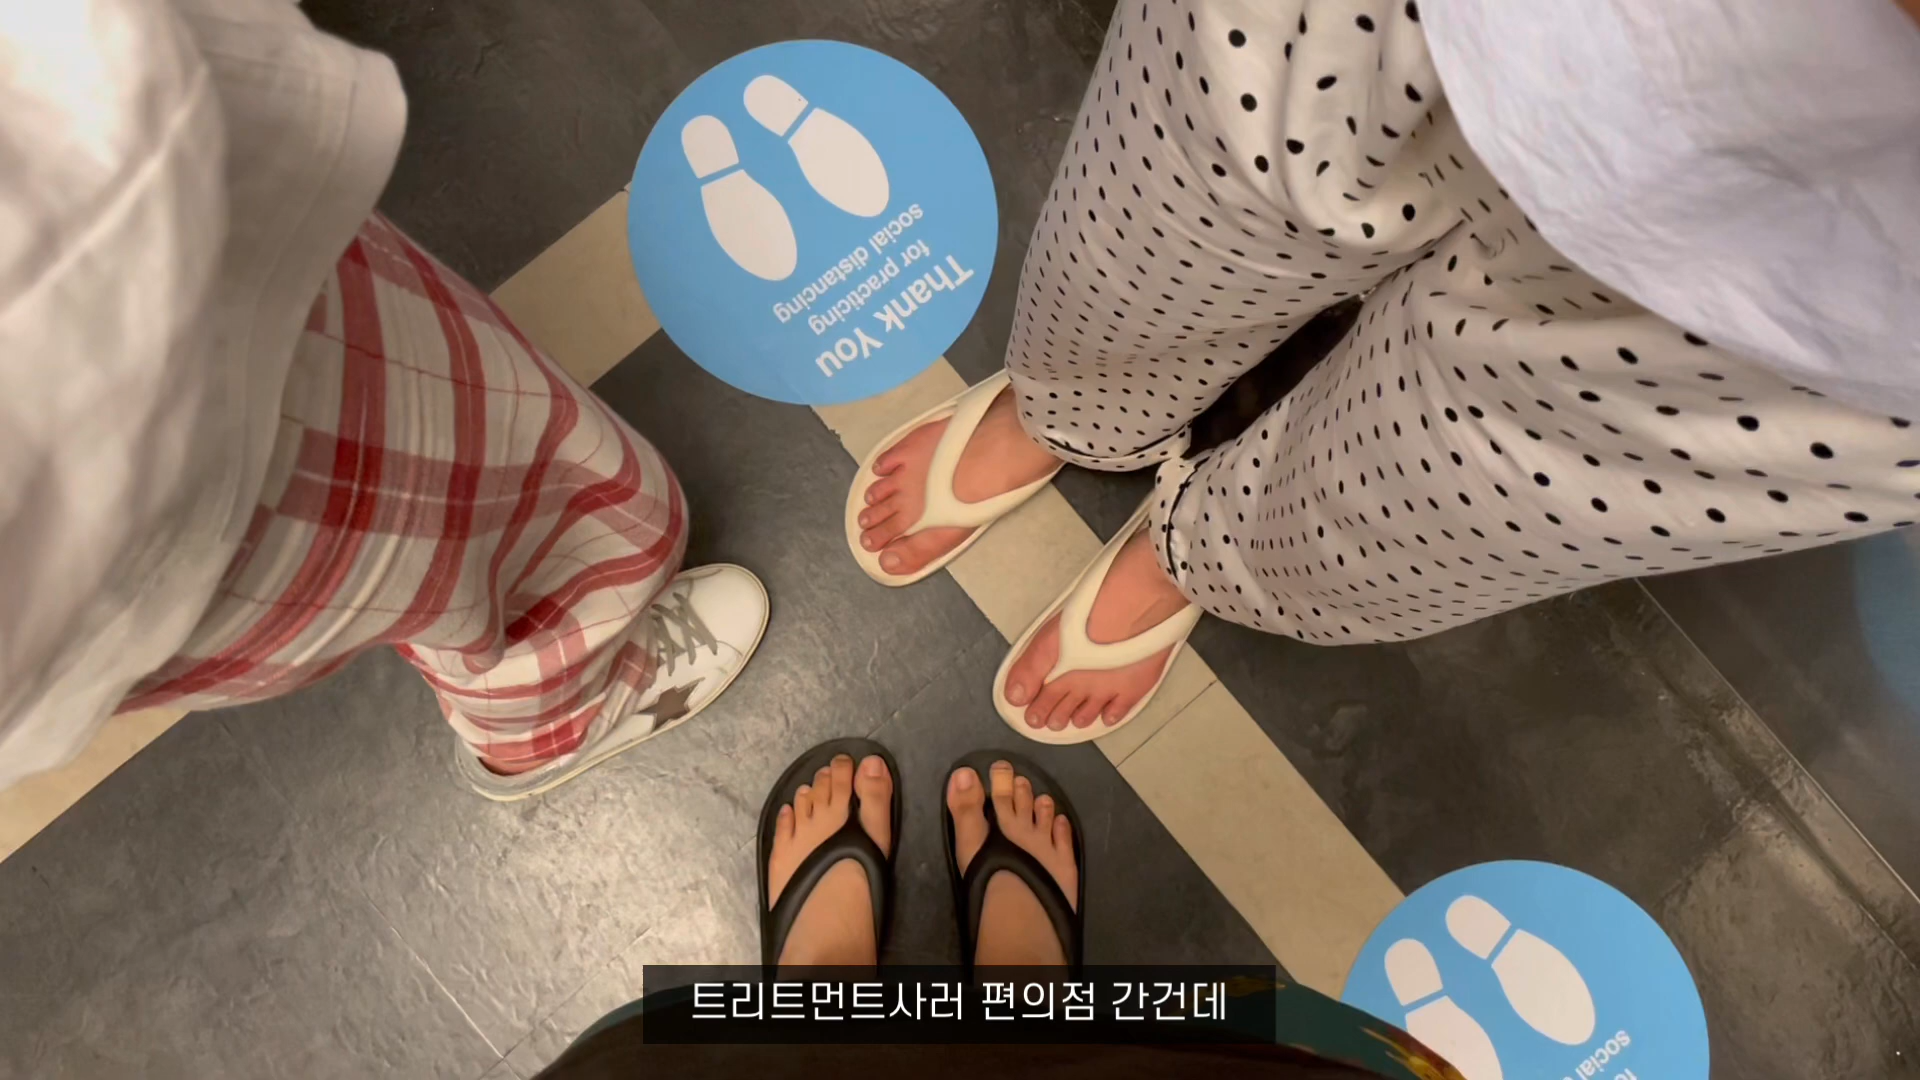 Thank You
for practicing
social distancing
social
트리트먼트사러 편의점 간건데